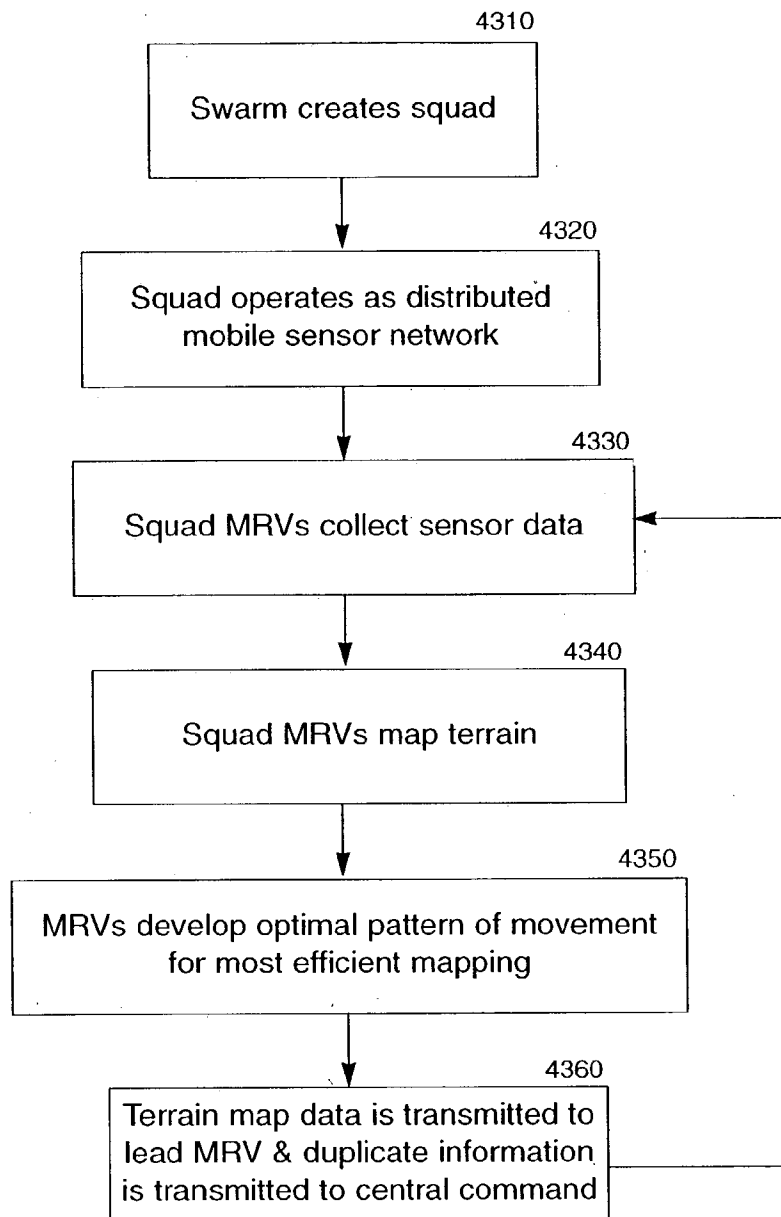 4310
Swarm creates squad
4320
Squad operates as distributed
mobile sensor network
4330
Squad MRVs collect sensor data
4340
Squad MRVs map terrain
4350
MRVs develop optimal pattern of movement
for most efficient mapping
4360
Terrain map data is transmitted to
lead MRV & duplicate information
is transmitted to central command